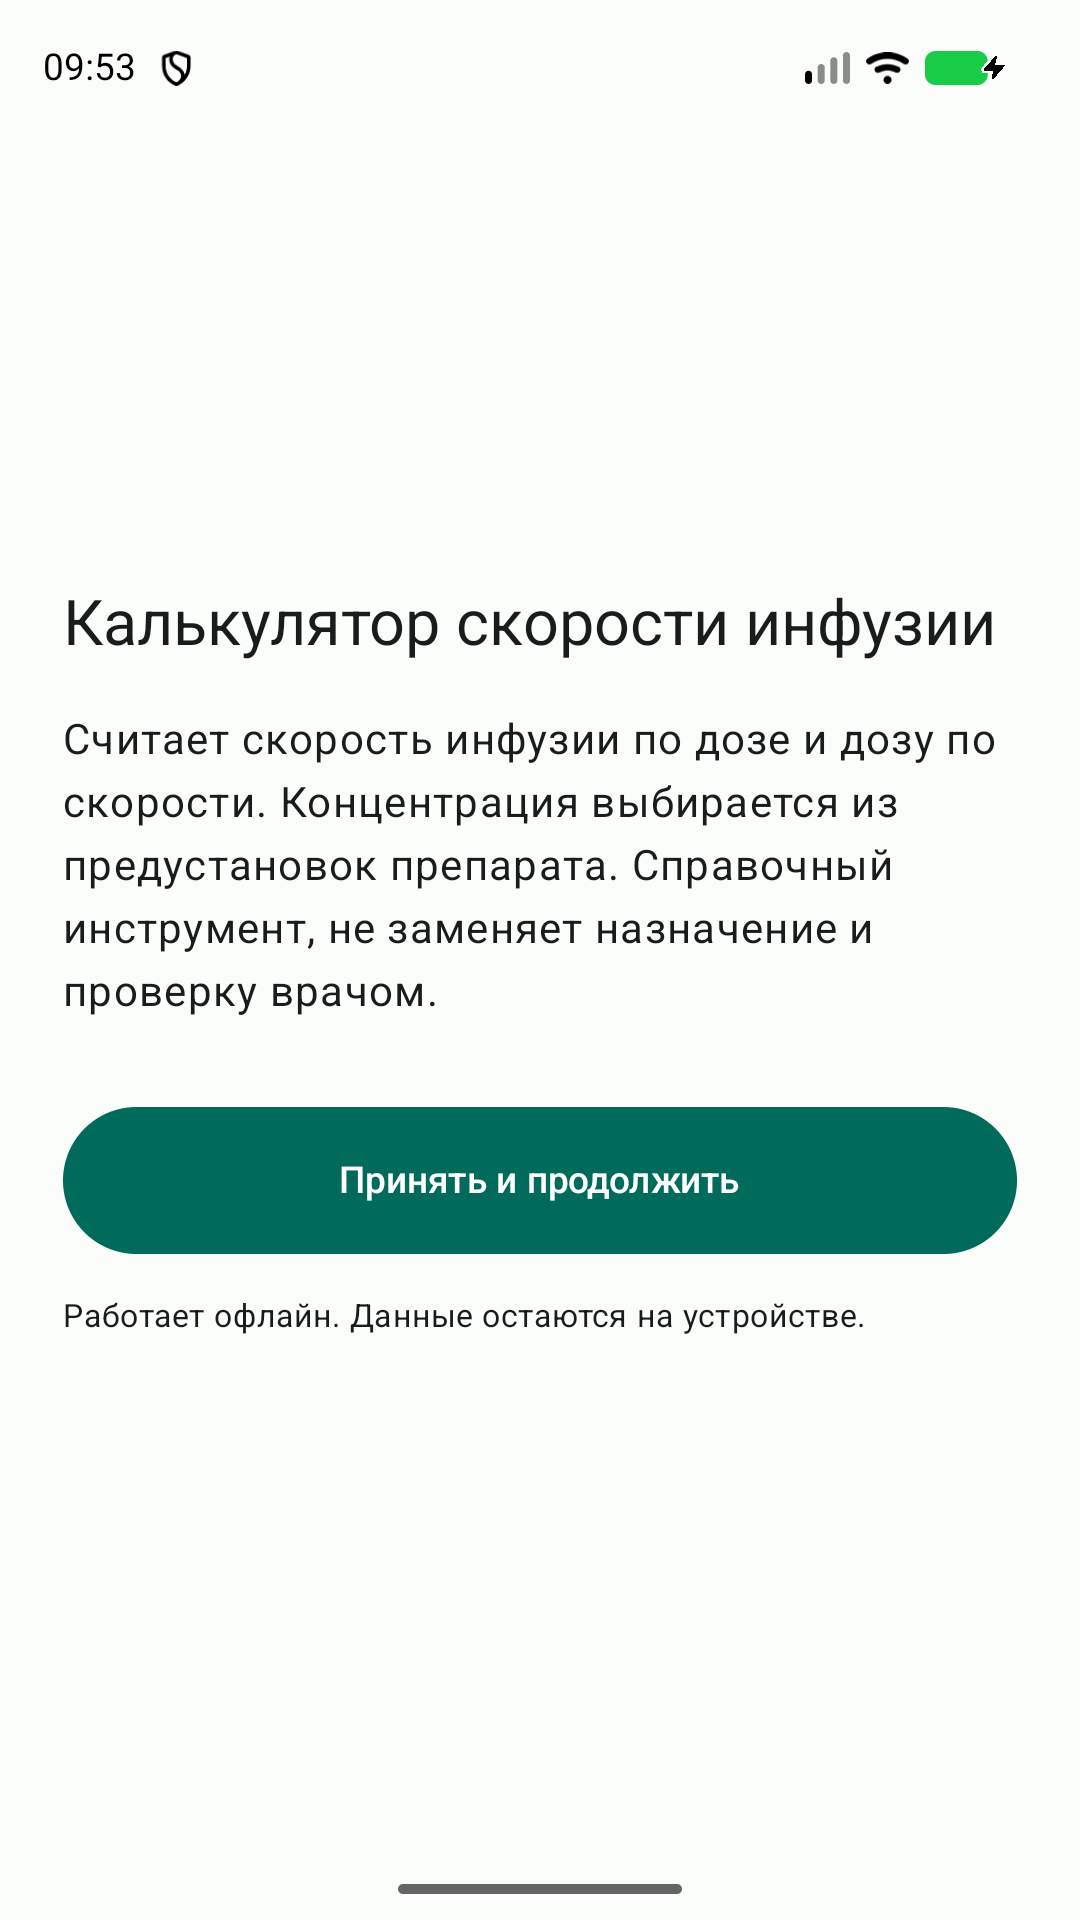 09:53
Калькулятор скорости инфузии
Считает скорость инфузии по дозе и дозу по
скорости. Концентрация выбирается из
предустановок препарата. Справочный
инструмент, не заменяет назначение и
проверку врачом.
Принять и продолжить
Работает офлайн. Данные остаются на устройстве.